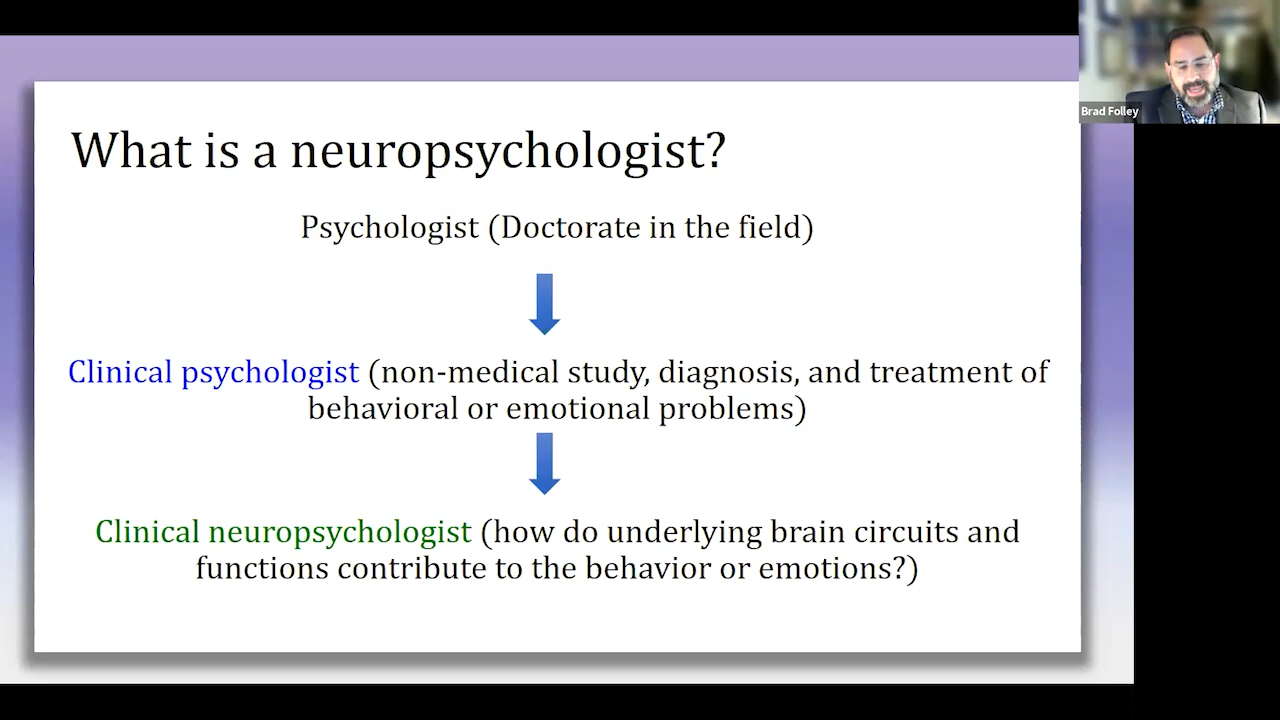 What is a neuropsychologist?
Brad Folley
Psychologist (Doctorate in the field)
Clinical psychologist (non-medical study, diagnosis, and treatment of
behavioral or emotional problems)
Clinical neuropsychologist (how do underlying brain circuits and
functions contribute to the behavior or emotions?)